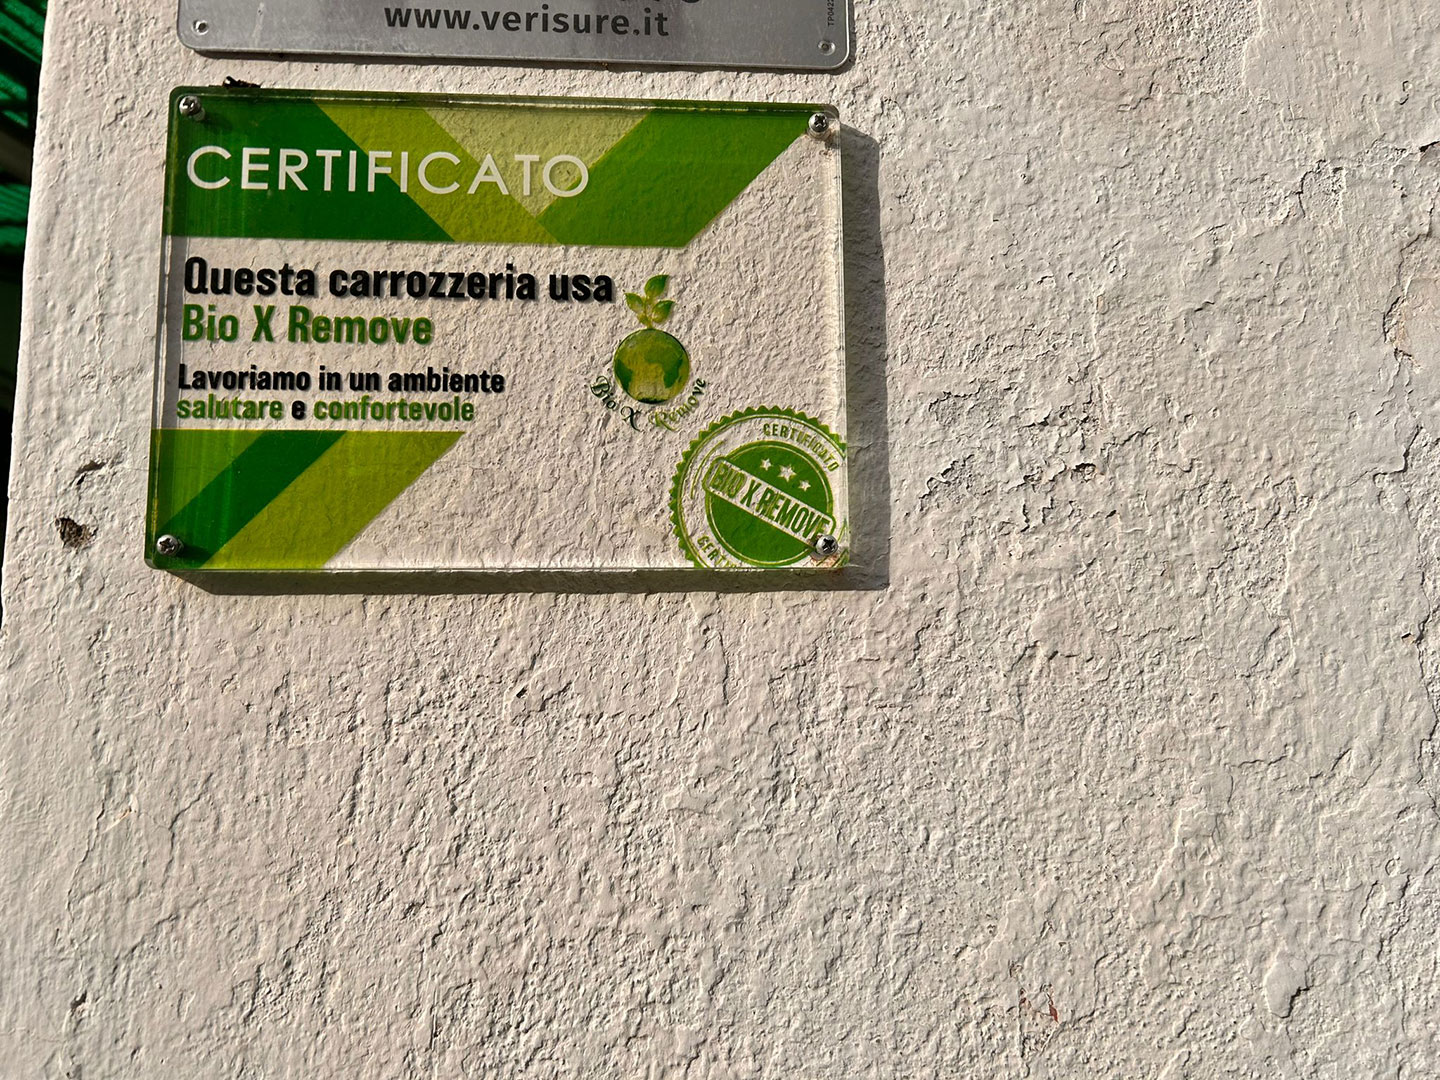 www.verisure.it
CERTIFICATO
Questa carrozzeria usa
Bio X Remove
Lavoriamo in un ambiente
salutare e confortevole
Bio X Remove
CERTIFICATO
BIO X REMOVE